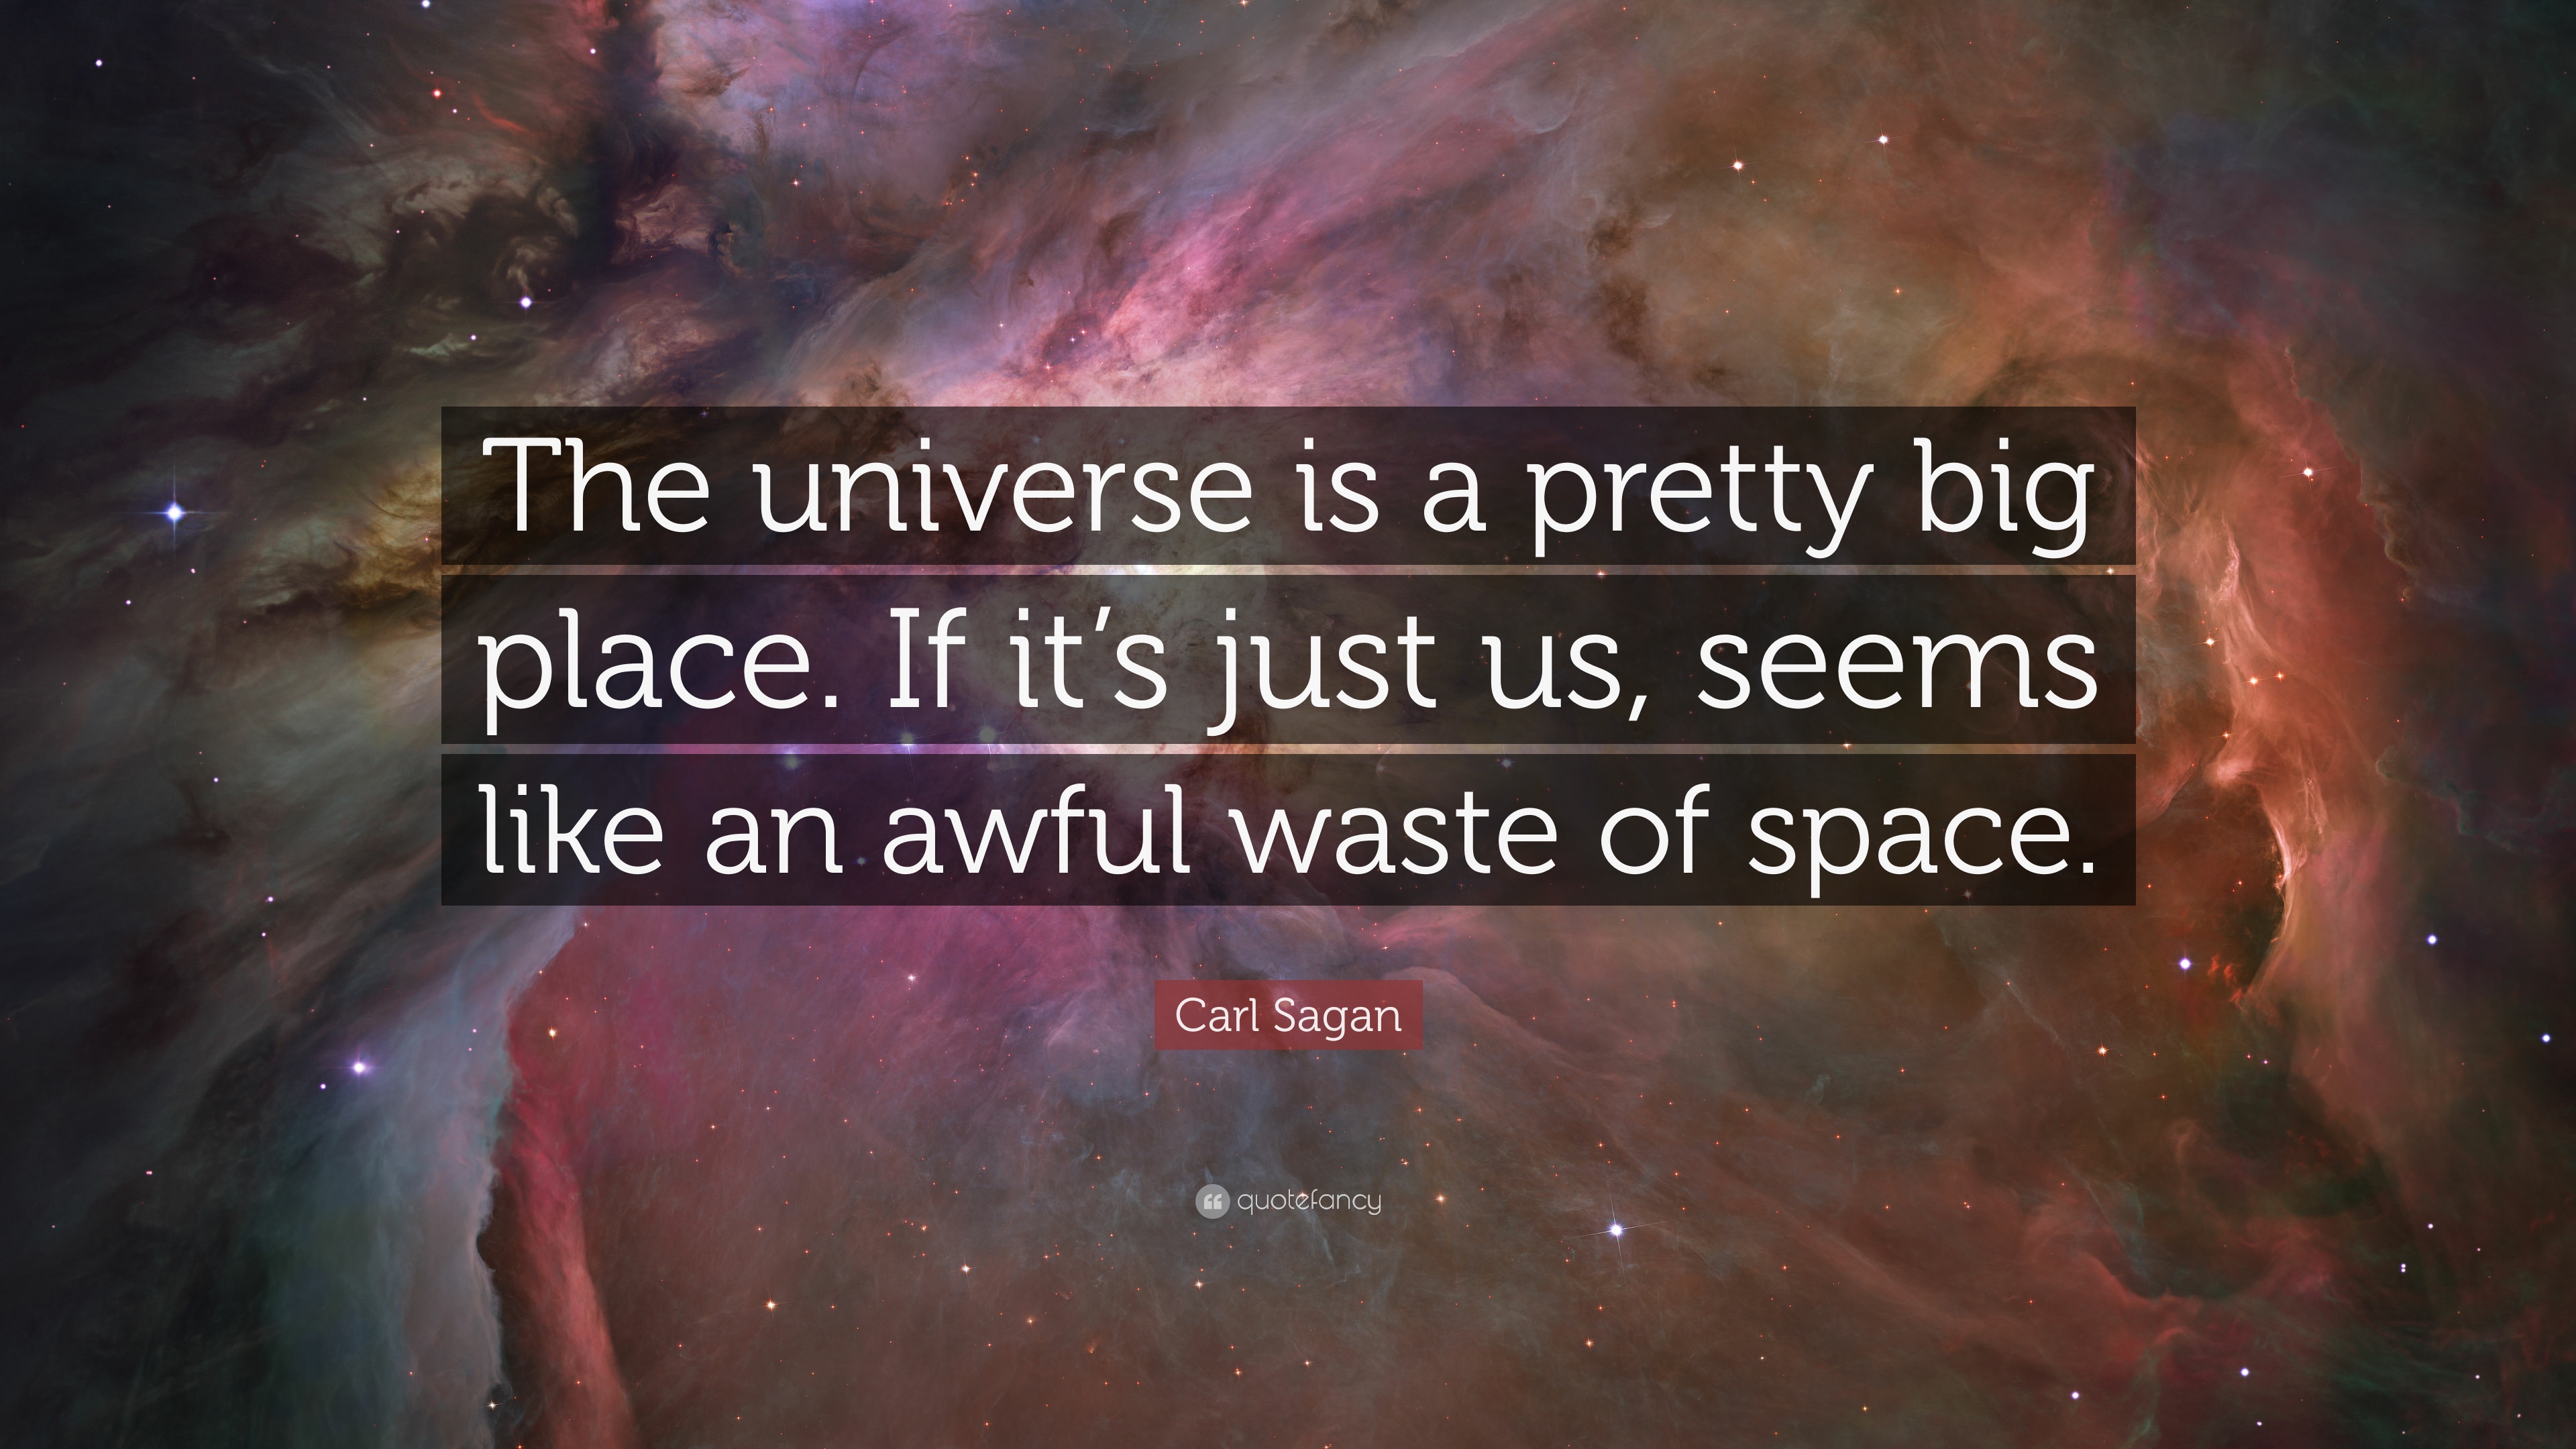 The universe is a pretty big
place. If it’s just us, seems
like an awful waste of space.
Carl Sagan
quotefancy